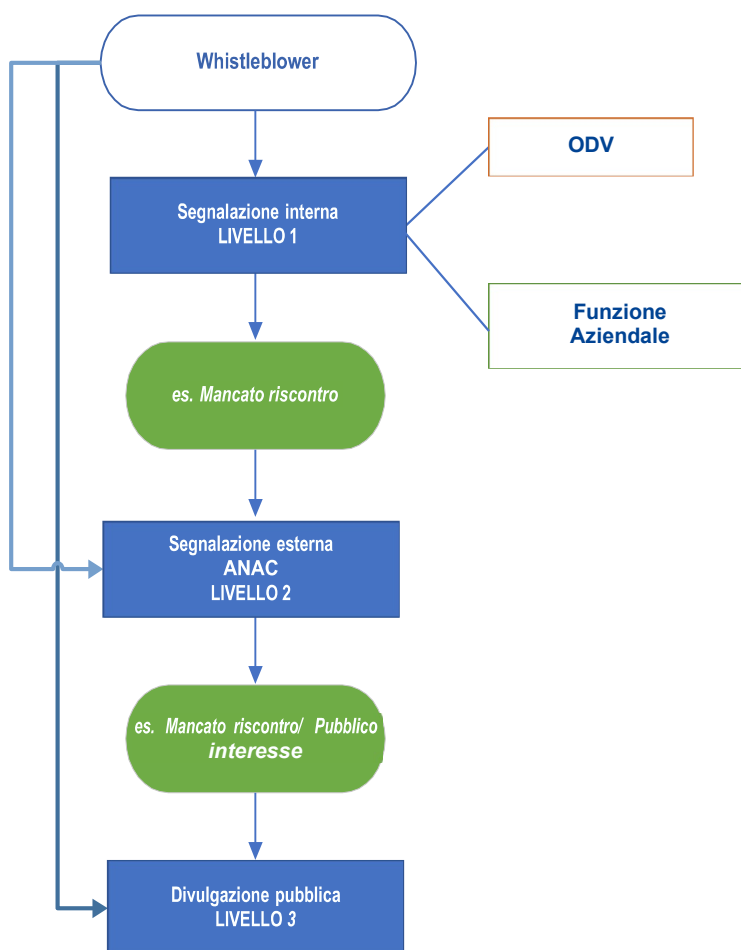 Whistleblower
ODV
Segnalazione interna
LIVELLO 1
Funzione
Aziendale
es. Mancato riscontro
Segnalazione esterna
ANAC
LIVELLO 2
es. Mancato riscontro/ Pubblico
interesse
Divulgazione pubblica
LIVELLO 3